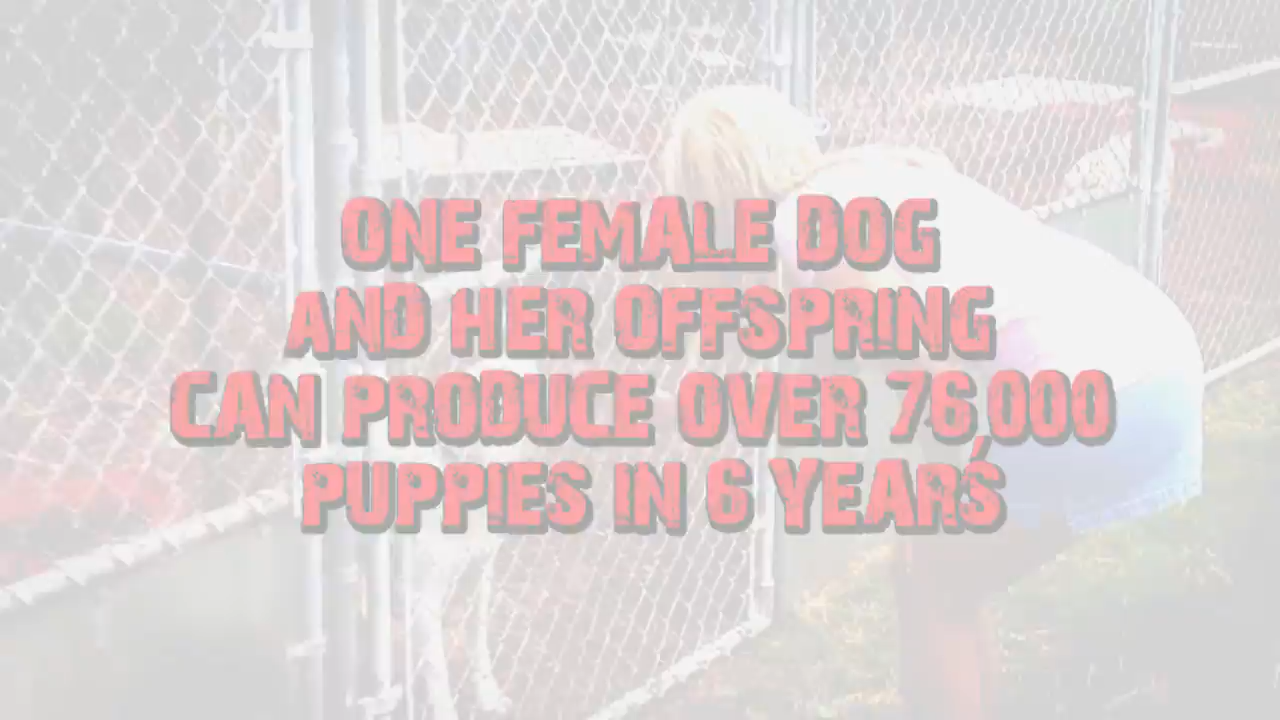 ONE FEMALE DOG
AND HER OFFSPRING
CAN PRODUCE OVER 76,000
PUPPIES IN 6 YEARS